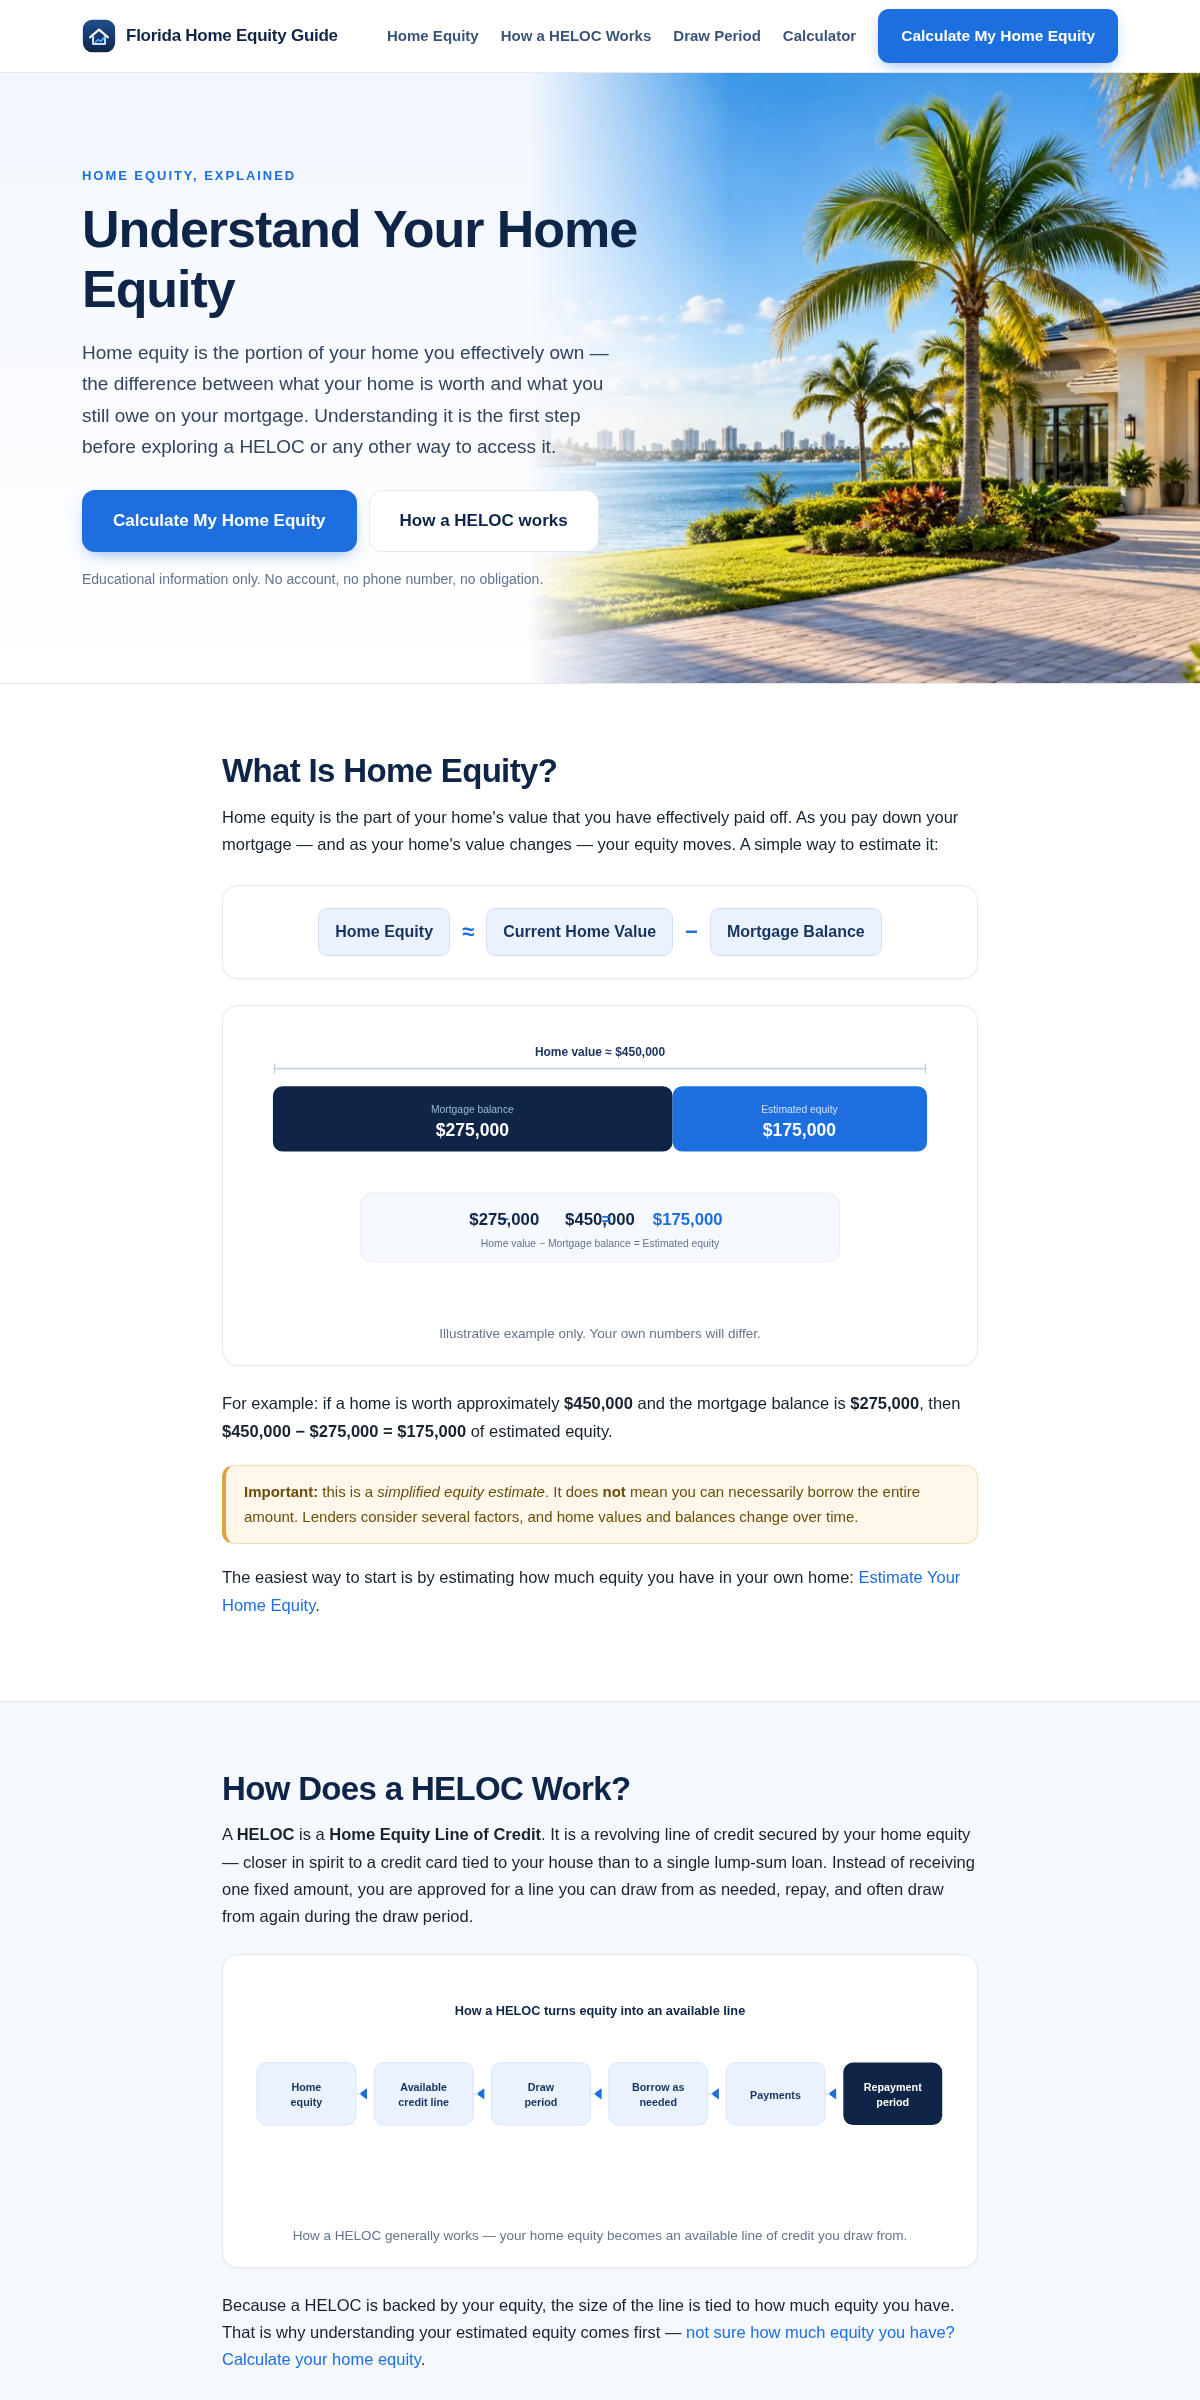 Florida Home Equity Guide
Home Equity
How a HELOC Works
Draw Period
Calculator
Calculate My Home Equity
HOME EQUITY, EXPLAINED
Understand Your Home
Equity
Home equity is the portion of your home you effectively own —
the difference between what your home is worth and what you
still owe on your mortgage. Understanding it is the first step
before exploring a HELOC or any other way to access it.
Calculate My Home Equity
How a HELOC works
Educational information only. No account, no phone number, no obligation.
What Is Home Equity?
Home equity is the part of your home's value that you have effectively paid off. As you pay down your
mortgage — and as your home's value changes — your equity moves. A simple way to estimate it:
Home Equity ≈ Current Home Value − Mortgage Balance
Home value ≈ $450,000
Mortgage balance
$275,000
Estimated equity
$175,000
$275,000 − $450,000 = $175,000
Home value − Mortgage balance = Estimated equity
Illustrative example only. Your own numbers will differ.
For example: if a home is worth approximately $450,000 and the mortgage balance is $275,000, then
$450,000 − $275,000 = $175,000 of estimated equity.
Important: this is a simplified equity estimate. It does not mean you can necessarily borrow the entire
amount. Lenders consider several factors, and home values and balances change over time.
The easiest way to start is by estimating how much equity you have in your own home: Estimate Your
Home Equity.
How Does a HELOC Work?
A HELOC is a Home Equity Line of Credit. It is a revolving line of credit secured by your home equity
— closer in spirit to a credit card tied to your house than to a single lump-sum loan. Instead of receiving
one fixed amount, you are approved for a line you can draw from as needed, repay, and often draw
from again during the draw period.
How a HELOC turns equity into an available line
Home
equity
Available
credit line
Draw
period
Borrow as
needed
Payments
Repayment
period
How a HELOC generally works — your home equity becomes an available line of credit you draw from.
Because a HELOC is backed by your equity, the size of the line is tied to how much equity you have.
That is why understanding your estimated equity comes first — not sure how much equity you have?
Calculate your home equity.